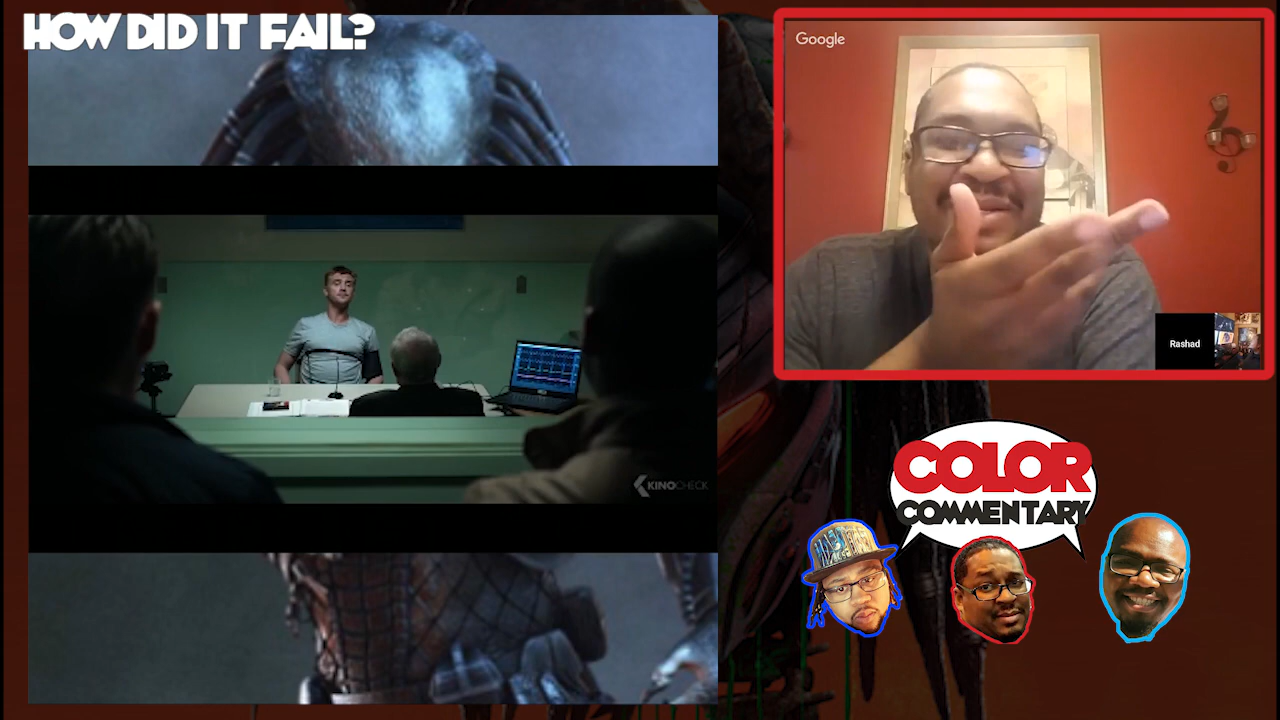 HOW DID IT FAIL?
Google
Rashad
COLOR
COMMENTARY
KINOCHECK